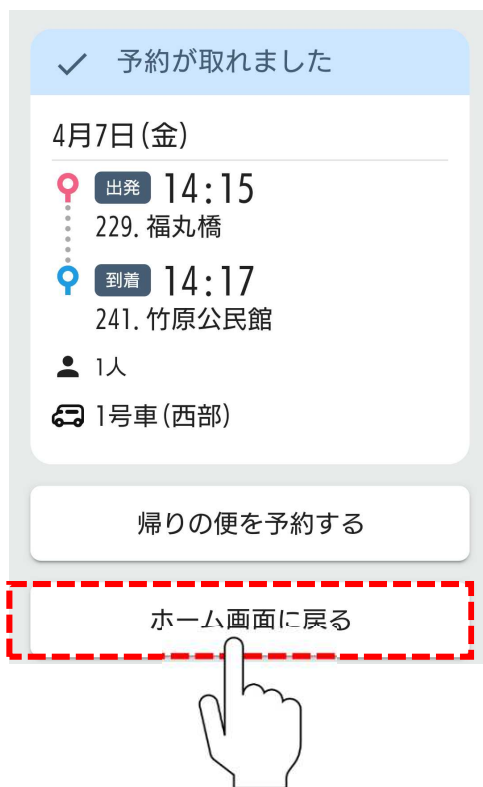 予約が取れました
4月7日(金)
出発 14:15
229. 福丸橋
到着 14:17
241. 竹原公民館
1人
1号車(西部)
帰りの便を予約する
ホーム画面に戻る